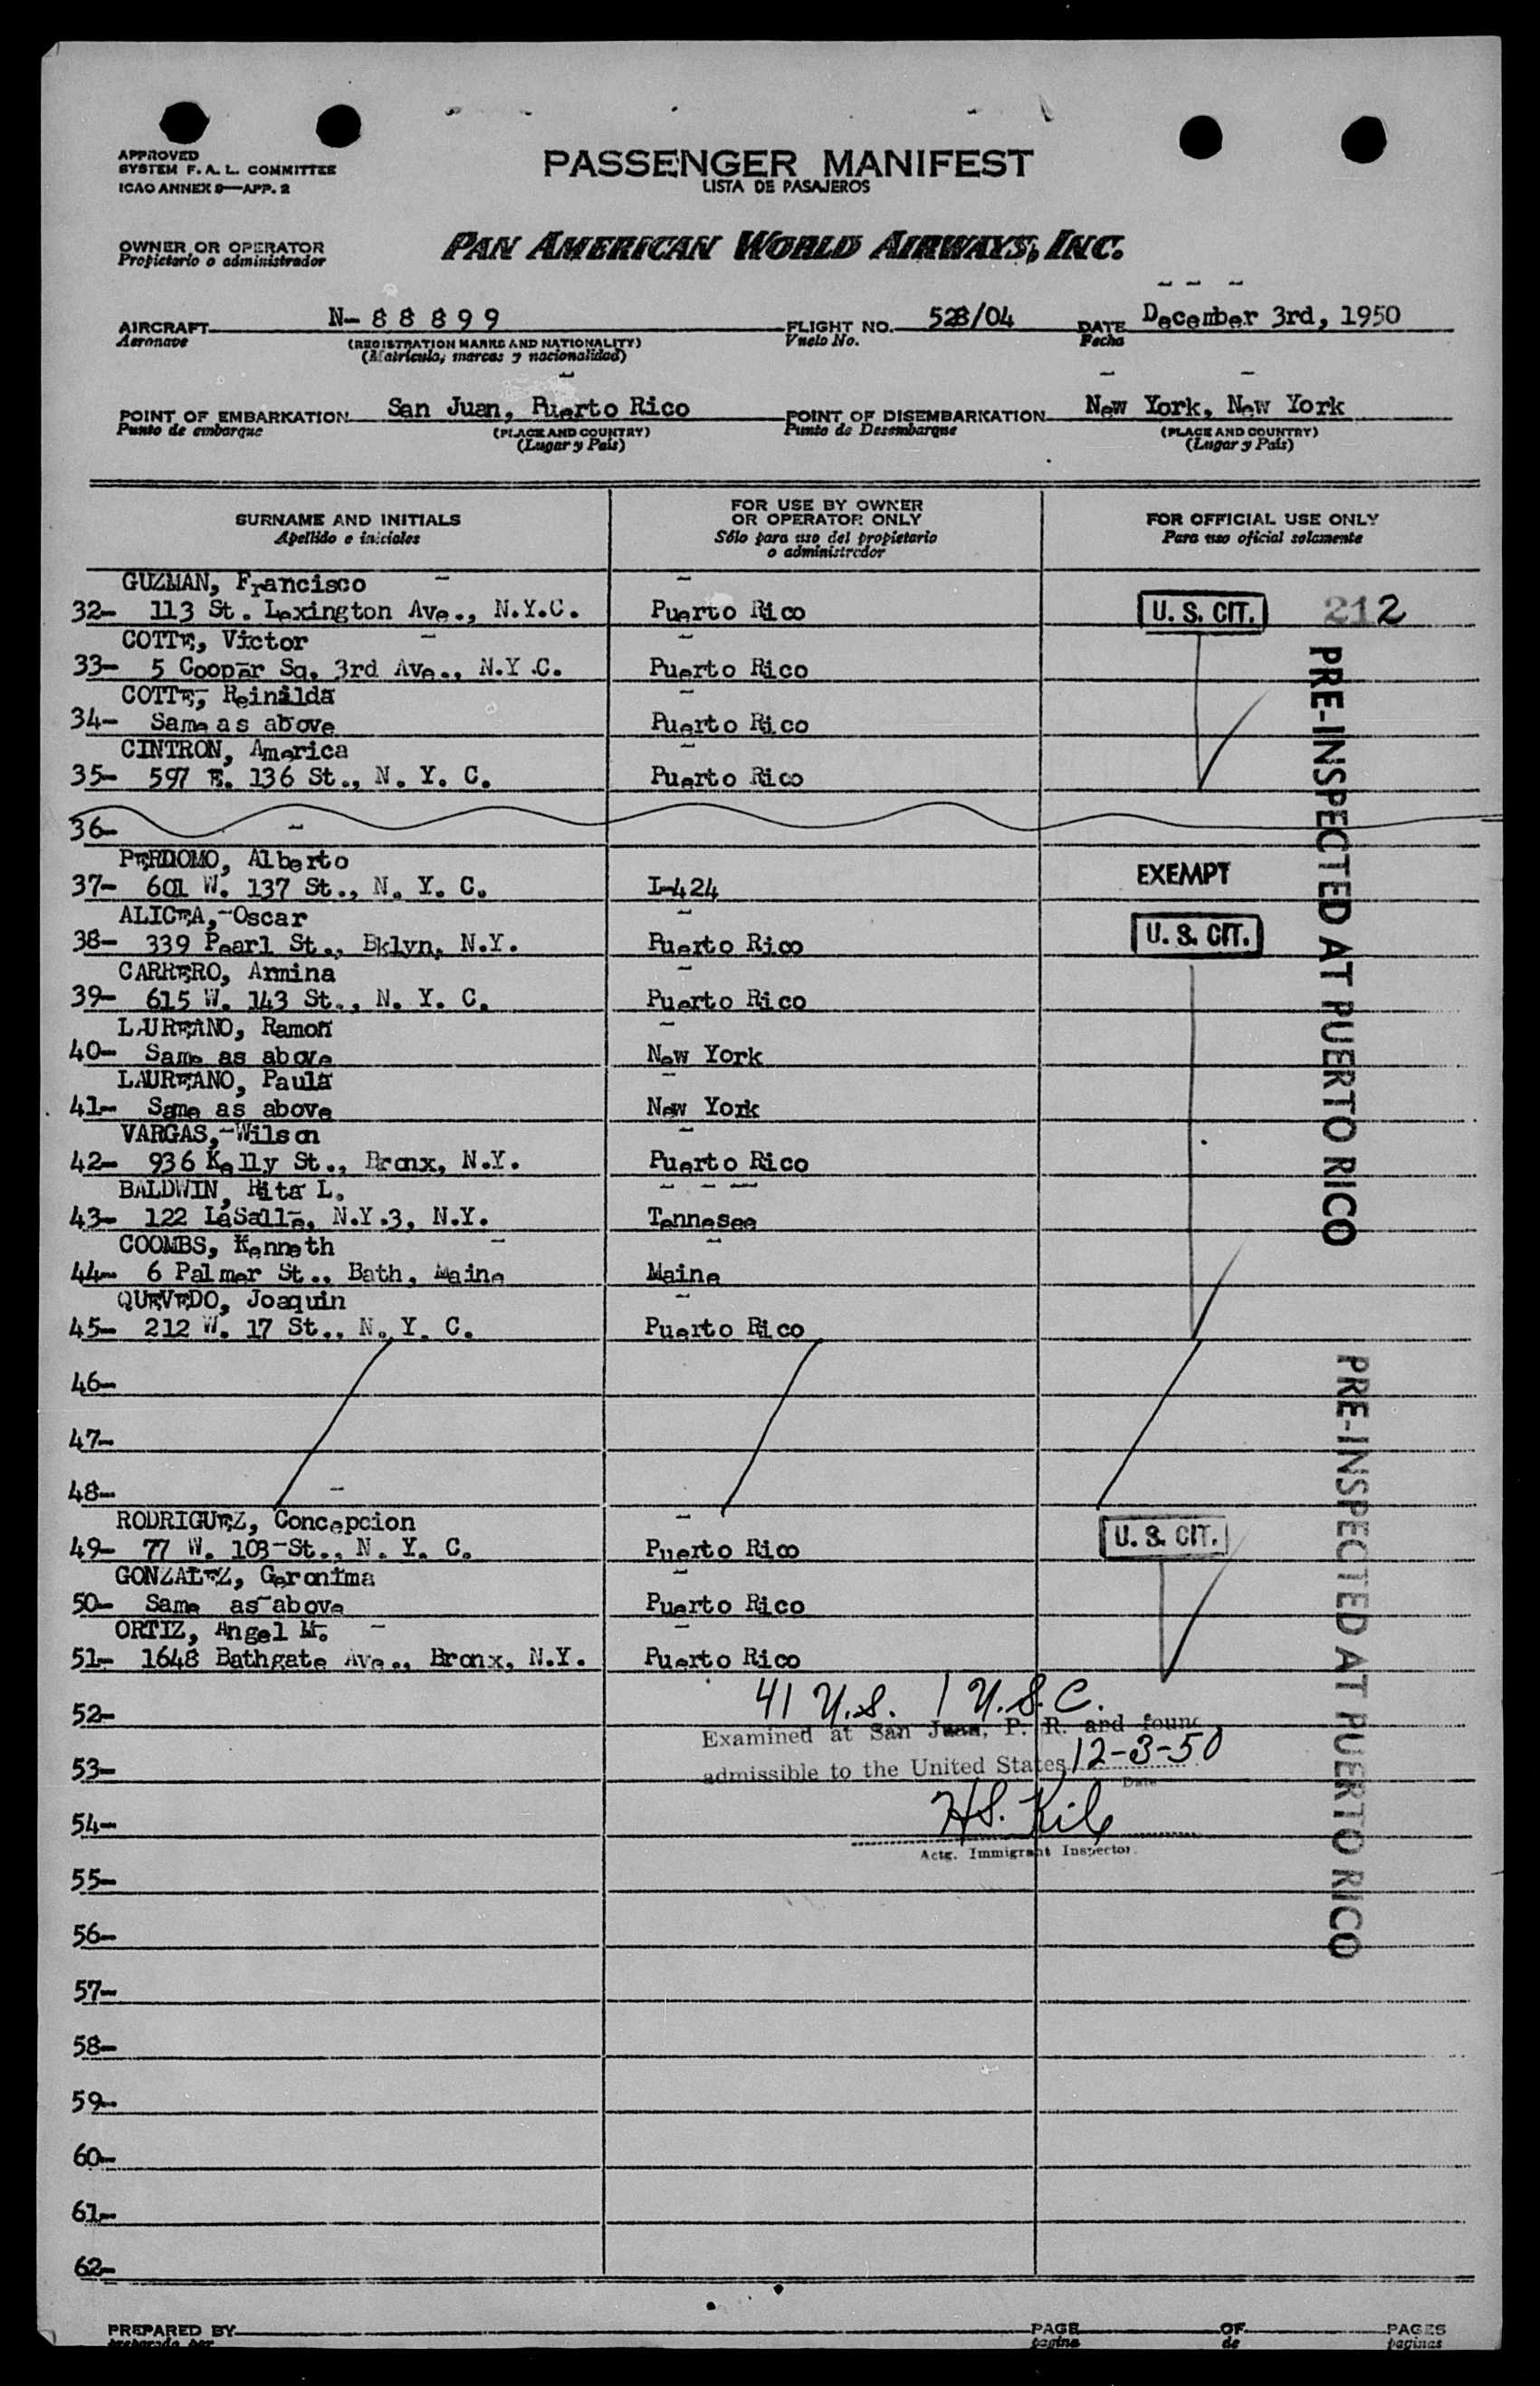 APPROVED
SYSTEM F. A. L. COMMITTEE
ICAO ANNEX 9—APP. 2
PASSENGER MANIFEST
LISTA DE PASAJEROS
OWNER OR OPERATOR
Propietario o administrador
PAN AMERICAN WORLD AIRWAYS, INC.
AIRCRAFT N- 8 8 8 9 9 FLIGHT NO. 528/04 DATE December 3rd, 1950
Aeronave (REGISTRATION MARKS AND NATIONALITY) Vuelo No. Fecha
(Matrícula, marcas y nacionalidad)
POINT OF EMBARKATION San Juan, Puerto Rico POINT OF DISEMBARKATION New York, New York
Punto de embarque (PLACE AND COUNTRY) Punto de Desembarque (PLACE AND COUNTRY)
(Lugar y País) (Lugar y País)
SURNAME AND INITIALS
Apellido e iniciales
FOR USE BY OWNER
OR OPERATOR ONLY
Sólo para uso del propietario
o administrador
FOR OFFICIAL USE ONLY
Para uso oficial solamente
GUZMAN, Francisco
32- 113 St. Lexington Ave., N.Y.C. Puerto Rico U. S. CIT. 212
COTTE, Victor
33- 5 Cooper Sq. 3rd Ave., N.Y.C. Puerto Rico
COTTE, Reinilda
34- Same as above Puerto Rico
CINTRON, America
35- 597 E. 136 St., N. Y. C. Puerto Rico
36-
PERDOMO, Alberto
37- 601 W. 137 St., N. Y. C. I-424 EXEMPT
ALICEA, Oscar
38- 339 Pearl St., Bklyn, N.Y. Puerto Rico U. S. CIT.
CARRERO, Armina
39- 615 W. 143 St., N. Y. C. Puerto Rico
LAUREANO, Ramon
40- Same as above New York
LAUREANO, Paula
41- Same as above New York
VARGAS, Wilson
42- 936 Kelly St., Bronx, N.Y. Puerto Rico
BALDWIN, Rita L.
43- 122 LaSalle, N.Y.3, N.Y. Tennesee
COOMBS, Kenneth
44- 6 Palmer St., Bath, Maine Maine
QUEVEDO, Joaquin
45- 212 W. 17 St., N. Y. C. Puerto Rico
46-
47-
48-
RODRIGUEZ, Concepcion
49- 77 W. 103 St., N. Y. C. Puerto Rico U. S. CIT.
GONZALEZ, Geronima
50- Same as above Puerto Rico
ORTIZ, Angel M.
51- 1648 Bathgate Ave., Bronx, N.Y. Puerto Rico
41 U.S. 1 U.S.C.
52-
Examined at San Juan, P. R. and found
53-
admissible to the United States 12-3-50
Date
54-
H.S. Kile
Actg. Immigrant Inspector
55-
56-
57-
58-
59-
60-
61-
62-
PRE-INSPECTED AT PUERTO RICO
PRE-INSPECTED AT PUERTO RICO
PREPARED BY PAGE OF PAGES
preparado por pagina de paginas